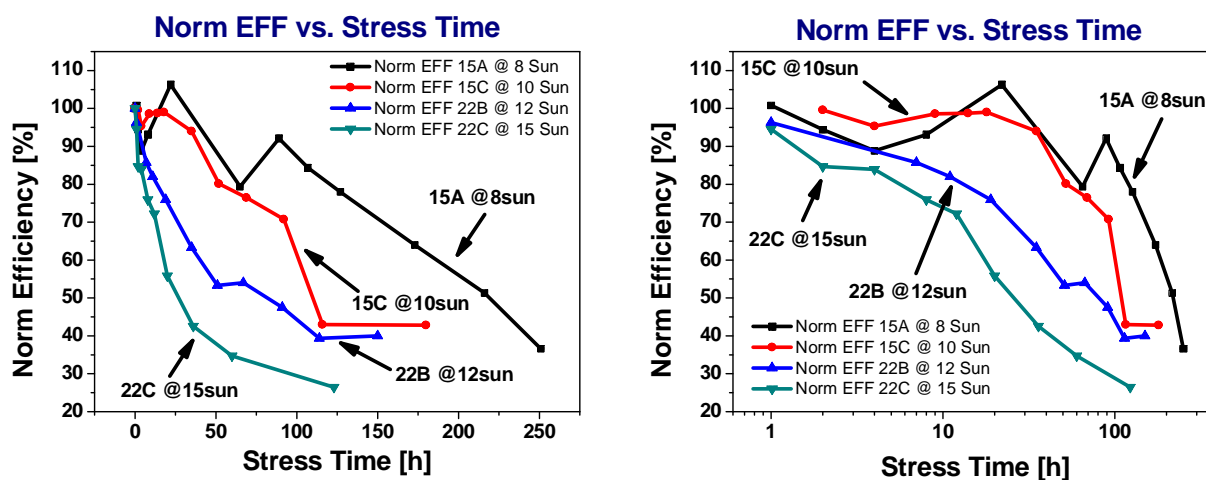 Norm EFF vs. Stress Time
Norm Efficiency [%]
110
100
90
80
70
60
50
40
30
20
Norm EFF 15A @ 8 Sun
Norm EFF 15C @ 10 Sun
Norm EFF 22B @ 12 Sun
Norm EFF 22C @ 15 Sun
15A @8sun
15C @10sun
22B @12sun
22C @15sun
0 50 100 150 200 250
Stress Time [h]
Norm EFF vs. Stress Time
Norm Efficiency [%]
110
100
90
80
70
60
50
40
30
20
15C @10sun
15A @8sun
22C @15sun
22B @12sun
Norm EFF 15A @ 8 Sun
Norm EFF 15C @ 10 Sun
Norm EFF 22B @ 12 Sun
Norm EFF 22C @ 15 Sun
1 10 100
Stress Time [h]